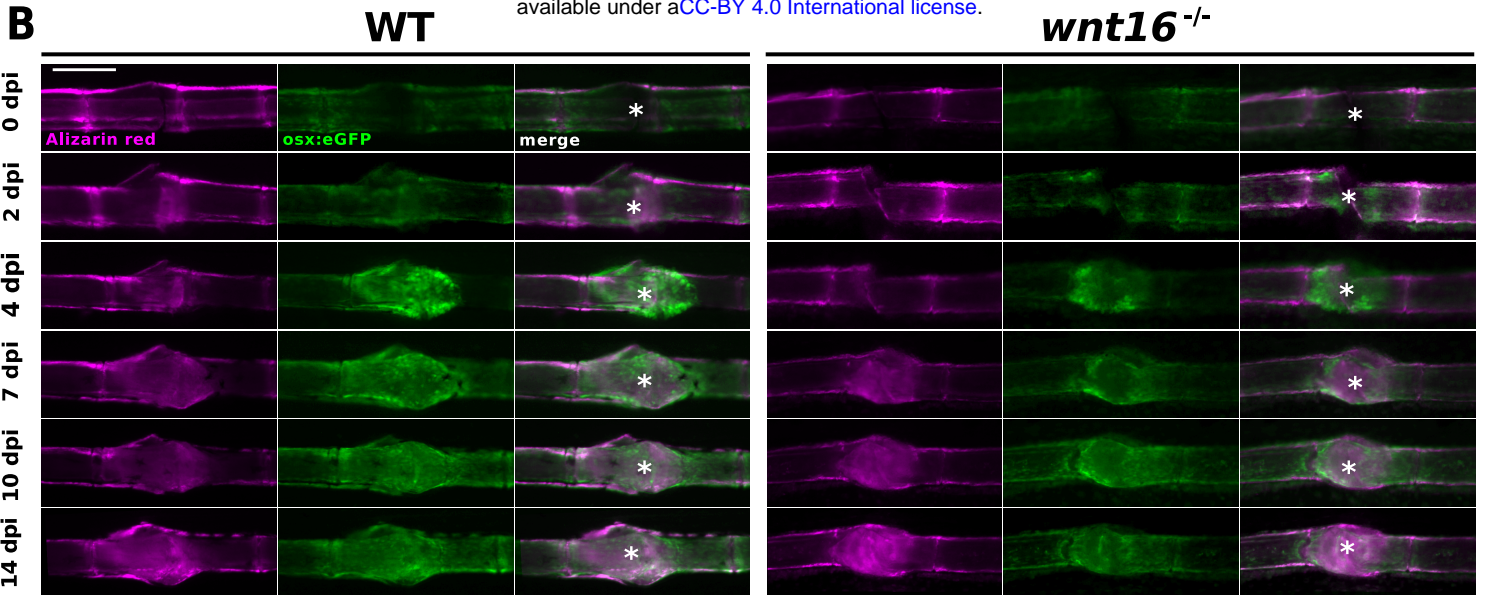 available under aCC-BY 4.0 International license.
B
WT
wnt16 -/-
0 dpi
Alizarin red
osx:eGFP
merge
*
*
2 dpi
*
*
4 dpi
*
*
7 dpi
*
*
10 dpi
*
*
14 dpi
*
*